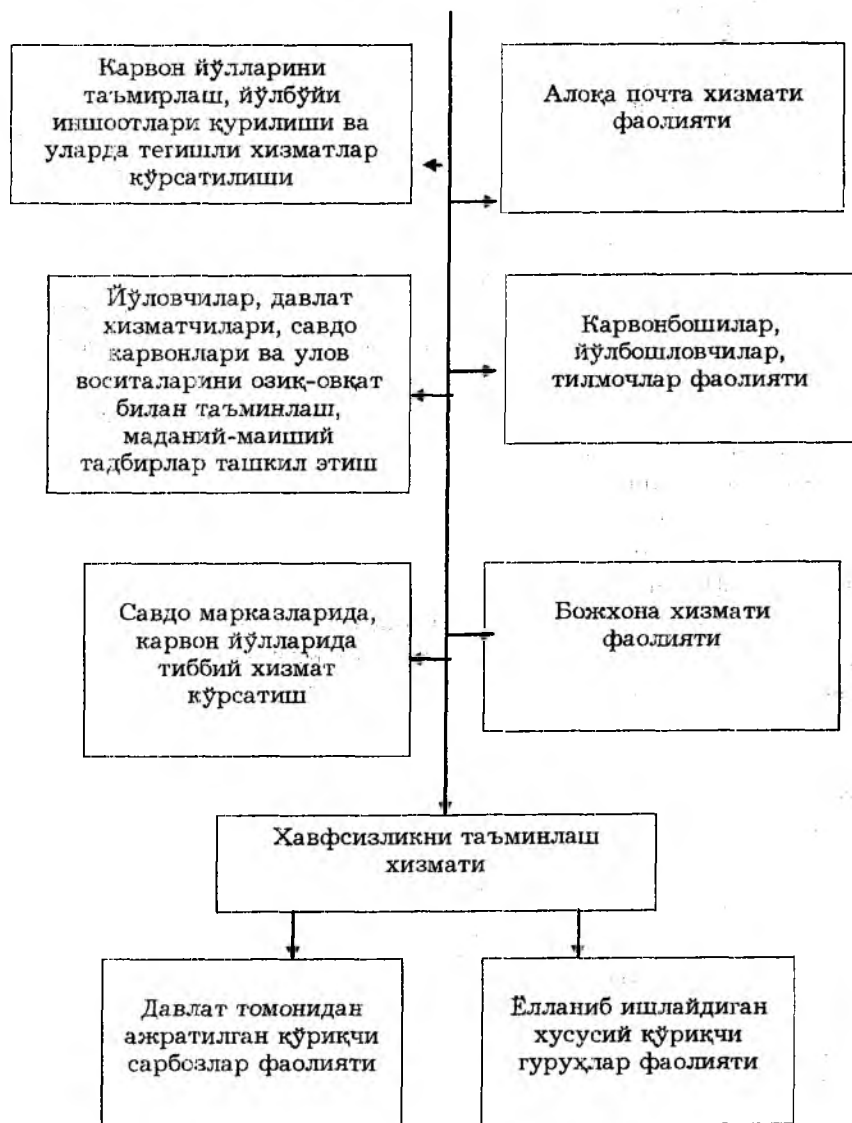 Карвон йўлларини
таъмирлаш, йўлбўйи
иншоотлари қурилиши ва
уларда тегишли хизматлар
кўрсатилиши
Алоқа почта хизмати
фаолияти
Йўловчилар, давлат
хизматчилари, савдо
карвонлари ва улов
воситаларини озиқ-овқат
билан таъминлаш,
маданий-маиший
тадбирлар ташкил этиш
Карвонбошилар,
йўлбошловчилар,
тилмочлар фаолияти
Савдо марказларида,
карвон йўлларида
тиббий хизмат
кўрсатиш
Божхона хизмати
фаолияти
Хавфсизликни таъминлаш
хизмати
Давлат томонидан
ажратилган қўриқчи
сарбозлар фаолияти
Ёлланиб ишлайдиган
хусусий қўриқчи
гуруҳлар фаолияти